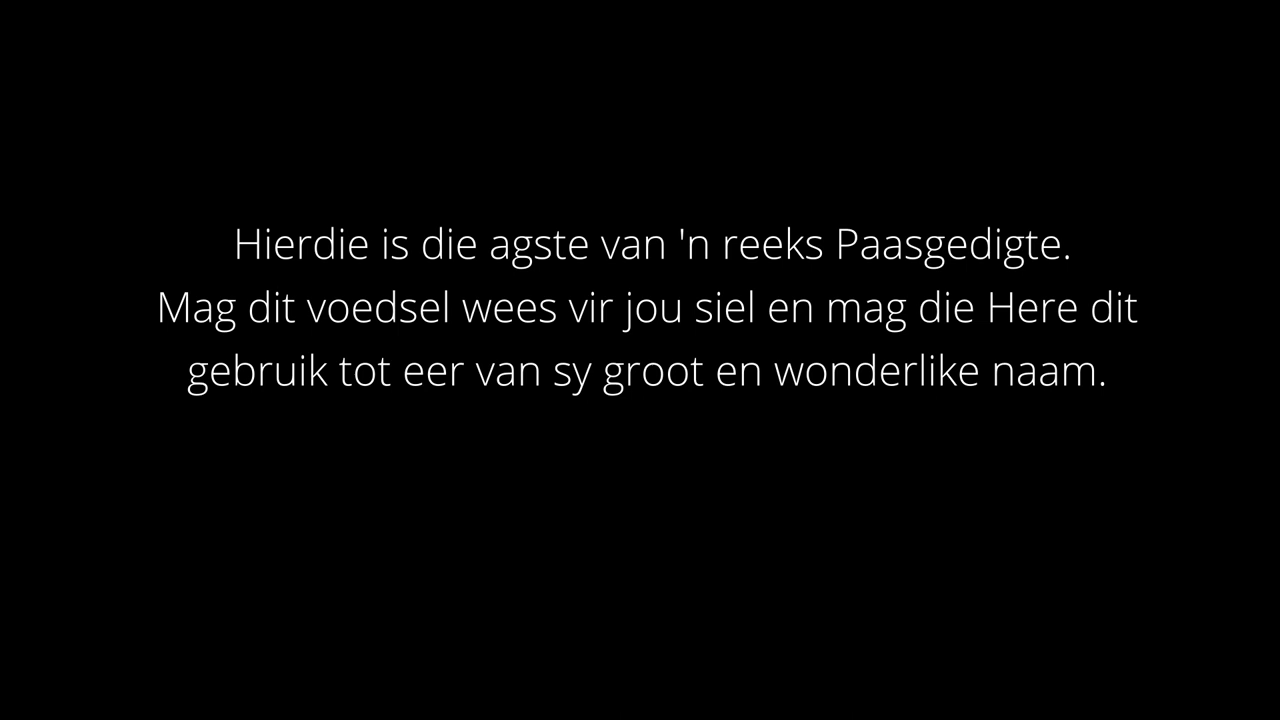 Hierdie is die agste van 'n reeks Paasgedigte.
Mag dit voedsel wees vir jou siel en mag die Here dit
gebruik tot eer van sy groot en wonderlike naam.